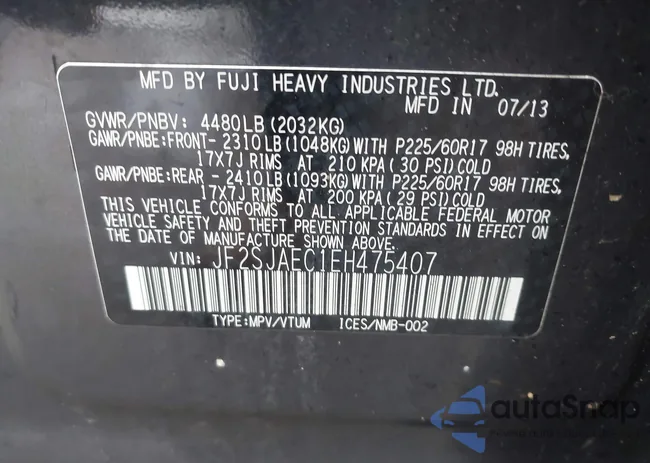 MFD BY FUJI HEAVY INDUSTRIES LTD.
MFD IN 07/13
GVWR/PNBV: 4480LB(2032KG)
GAWR/PNBE:FRONT- 2310LB(1048KG)WITH P225/60R17 98H TIRES,
17X7J RIMS AT 210 KPA(30 PSI)COLD
GAWR/PNBE:REAR - 2410LB(1093KG)WITH P225/60R17 98H TIRES,
17X7J RIMS AT 200 KPA(29 PSI)COLD
THIS VEHICLE CONFORMS TO ALL APPLICABLE FEDERAL MOTOR
VEHICLE SAFETY AND THEFT PREVENTION STANDARDS IN EFFECT ON
THE DATE OF MANUFACTURE SHOWN ABOVE.
VIN: JF2SJAEC1EH475407
TYPE:MPV/VTUM ICES/NMB-002
autoSnap